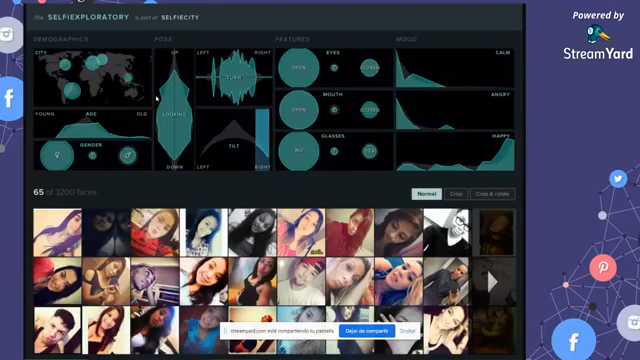 The SELFIEXPLORATORY is part of SELFIECITY
Powered by
StreamYard
DEMOGRAPHICS POSE FEATURES MOOD
CITY UP LEFT RIGHT EYES CALM
OPEN CLOSED
TURN
MOUTH ANGRY
YOUNG AGE OLD LOOKING OPEN CLOSED
GENDER TILT GLASSES HAPPY
NO YES
DOWN LEFT RIGHT
65 of 3200 faces Normal Crop Crop & rotate
streamyard.com está compartiendo tu pantalla. Dejar de compartir Ocultar